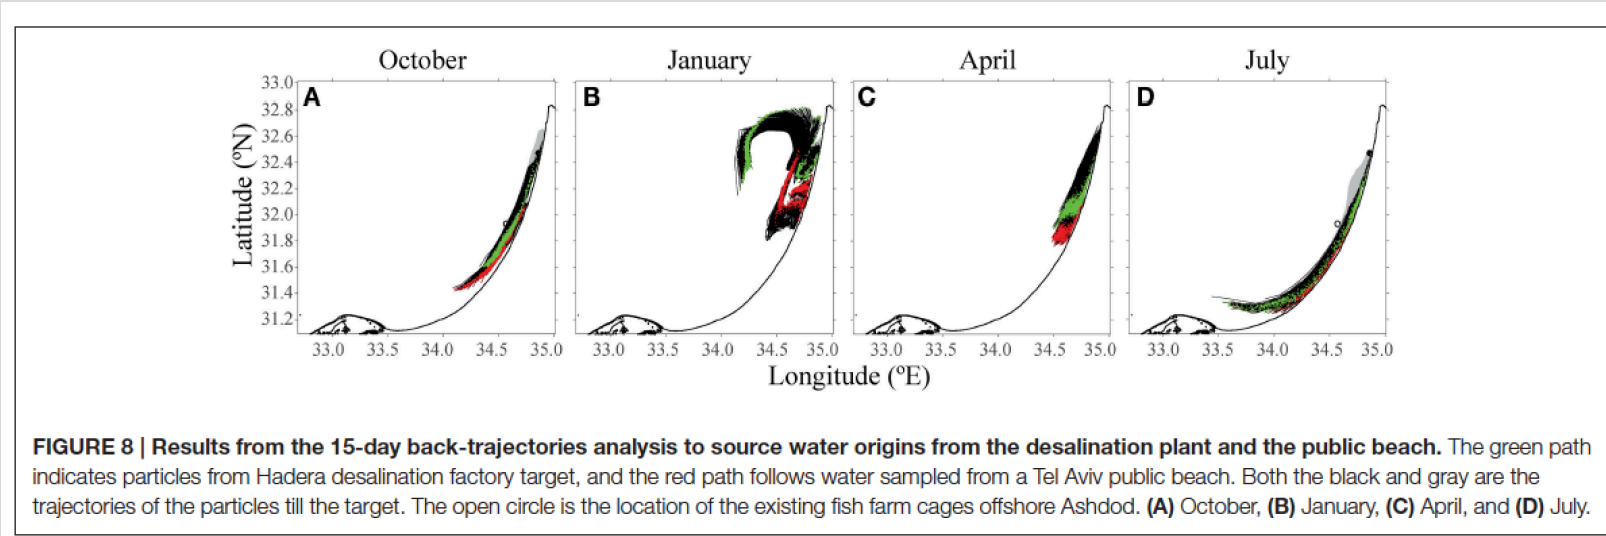 October January April July
A B C D
33.0
32.8
32.6
32.4
32.2
32.0
31.8
31.6
31.4
31.2
Latitude (ºN)
33.0 33.5 34.0 34.5 35.0 33.0 33.5 34.0 34.5 35.0 33.0 33.5 34.0 34.5 35.0 33.0 33.5 34.0 34.5 35.0
Longitude (ºE)
FIGURE 8 | Results from the 15-day back-trajectories analysis to source water origins from the desalination plant and the public beach. The green path
indicates particles from Hadera desalination factory target, and the red path follows water sampled from a Tel Aviv public beach. Both the black and gray are the
trajectories of the particles till the target. The open circle is the location of the existing fish farm cages offshore Ashdod. (A) October, (B) January, (C) April, and (D) July.